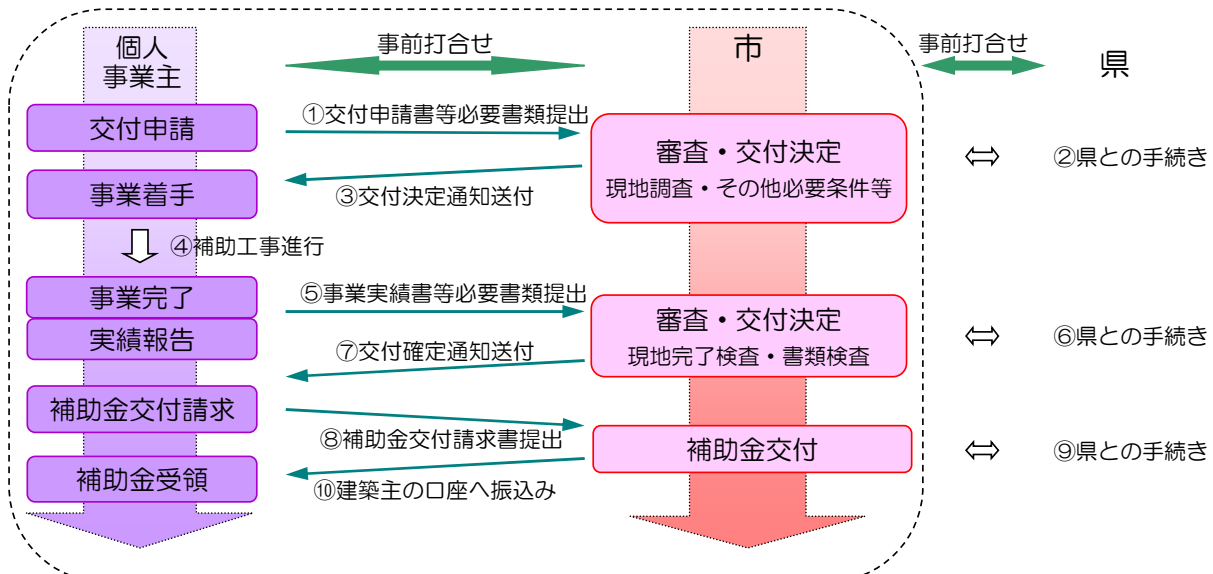 個人
事業主
事前打合せ
市
事前打合せ
県
交付申請
①交付申請書等必要書類提出
審査・交付決定
現地調査・その他必要条件等
⇔
②県との手続き
事業着手
③交付決定通知送付
④補助工事進行
事業完了
⑤事業実績書等必要書類提出
審査・交付決定
現地完了検査・書類検査
⇔
⑥県との手続き
実績報告
⑦交付確定通知送付
補助金交付請求
⑧補助金交付請求書提出
補助金交付
⇔
⑨県との手続き
補助金受領
⑩建築主の口座へ振込み